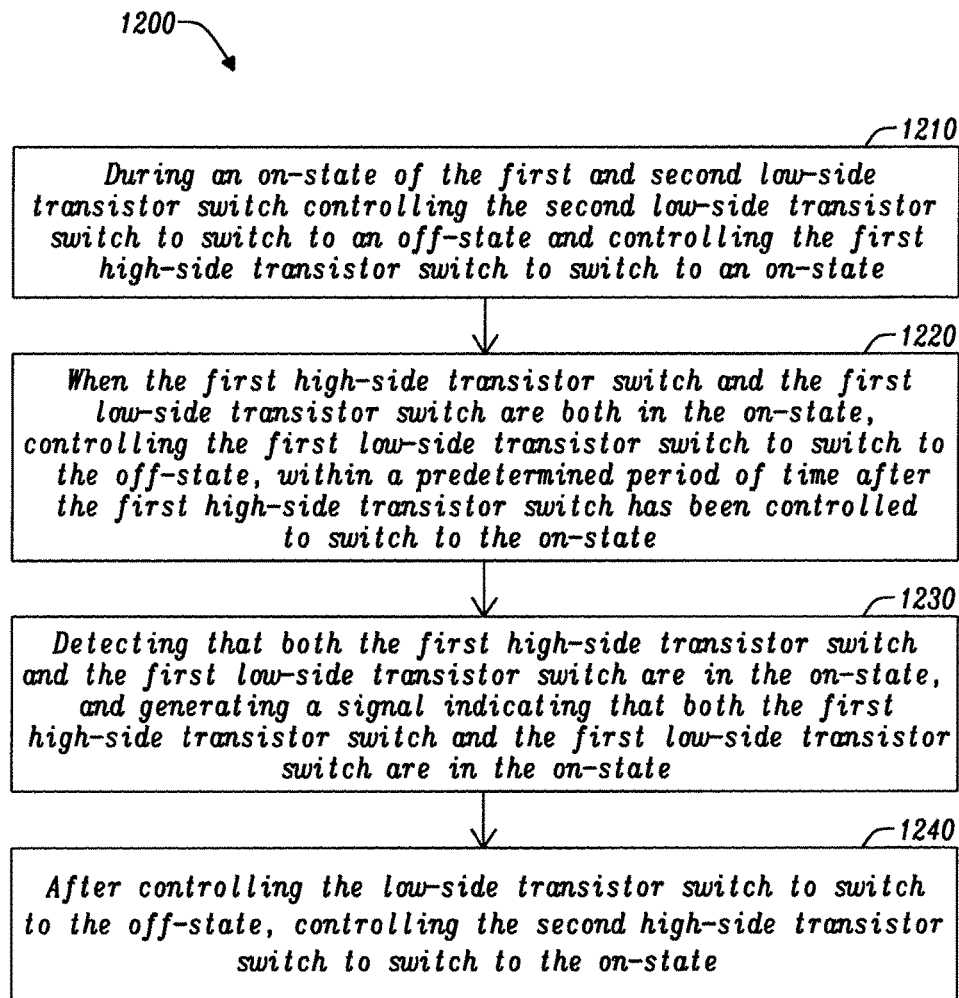 1200
1210
During an on-state of the first and second low-side
transistor switch controlling the second low-side transistor
switch to switch to an off-state and controlling the first
high-side transistor switch to switch to an on-state
1220
When the first high-side transistor switch and the first
low-side transistor switch are both in the on-state,
controlling the first low-side transistor switch to switch to
the off-state, within a predetermined period of time after
the first high-side transistor switch has been controlled
to switch to the on-state
1230
Detecting that both the first high-side transistor switch
and the first low-side transistor switch are in the on-state,
and generating a signal indicating that both the first
high-side transistor switch and the first low-side transistor
switch are in the on-state
1240
After controlling the low-side transistor switch to switch
to the off-state, controlling the second high-side transistor
switch to switch to the on-state